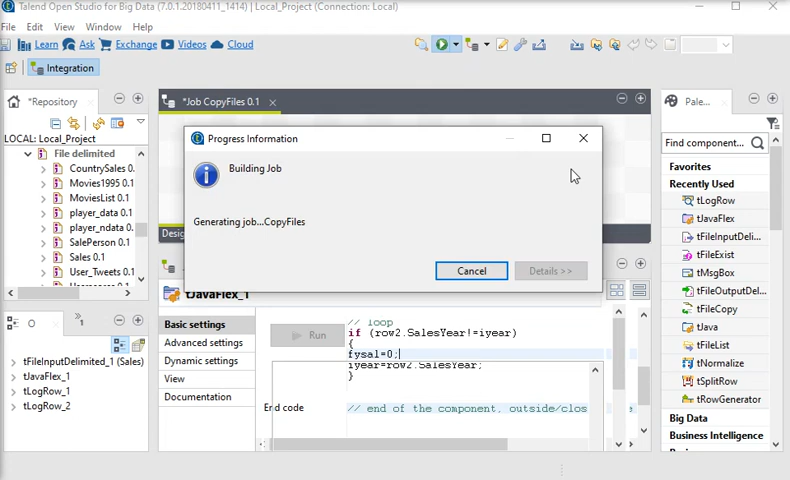 Talend Open Studio for Big Data (7.0.1.20180411_1414) | Local_Project (Connection: Local)
File Edit View Window Help
Learn Ask Exchange Videos Cloud
Integration
*Repository
LOCAL: Local_Project
File delimited
CountrySales 0.
Movies1995 0.1
MoviesList 0.1
player_data 0.1
player_ndata 0.
SalePerson 0.1
Sales 0.1
User_Tweets 0.
O
»1
tFileInputDelimited_1 (Sales)
tJavaFlex_1
tLogRow_1
tLogRow_2
*Job CopyFiles 0.1
Progress Information
Building Job
Generating job...CopyFiles
Cancel
Details >>
Desig
tJavaFlex_1
Basic settings
Advanced settings
Dynamic settings
View
Documentation
Run
// loop
if (row2.SalesYear!=iyear)
{
fysal=0;
iyear=row2.SalesYear;
}
End code
// end of the component, outside/clos
Pale...
Find component...
Favorites
Recently Used
tLogRow
tJavaFlex
tFileInputDeli...
tFileExist
tMsgBox
tFileOutputDel...
tFileCopy
tJava
tFileList
tNormalize
tSplitRow
tRowGenerator
Big Data
Business Intelligence